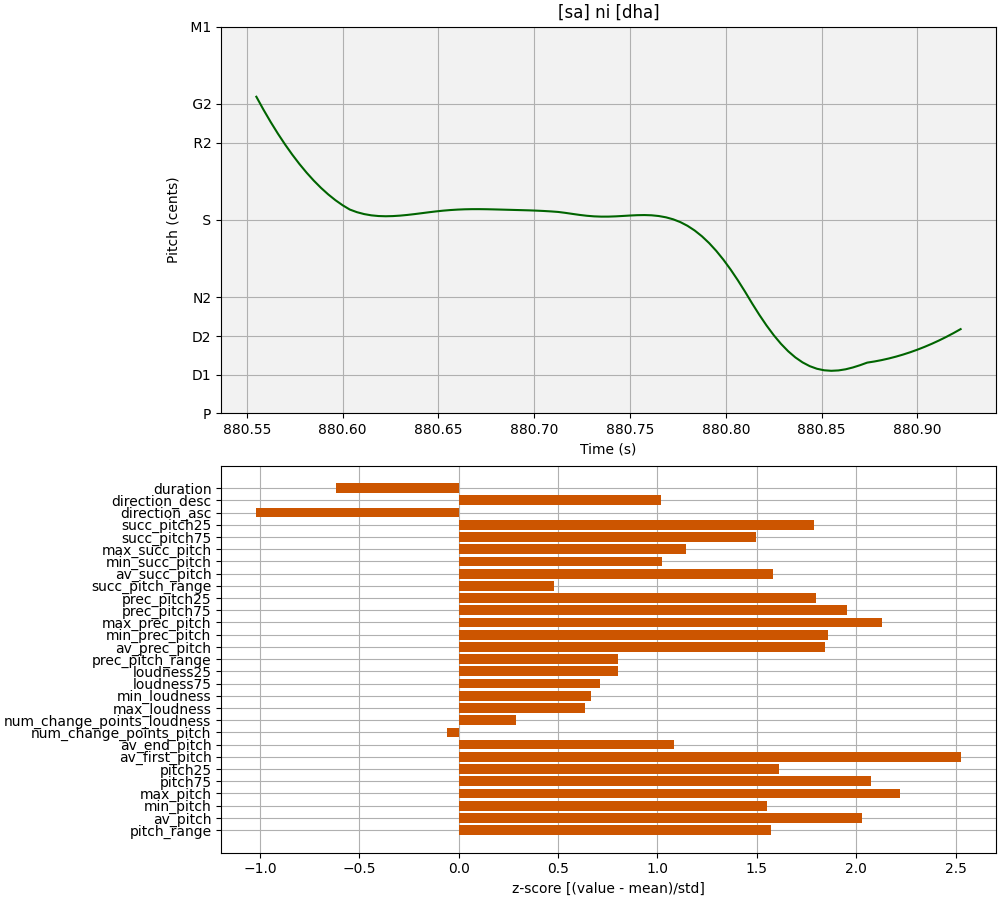 [sa] ni [dha]
M1
G2
R2
S
N2
D2
D1
P
Pitch (cents)
880.55 880.60 880.65 880.70 880.75 880.80 880.85 880.90
Time (s)
duration
direction_desc
direction_asc
succ_pitch25
succ_pitch75
max_succ_pitch
min_succ_pitch
av_succ_pitch
succ_pitch_range
prec_pitch25
prec_pitch75
max_prec_pitch
min_prec_pitch
av_prec_pitch
prec_pitch_range
loudness25
loudness75
min_loudness
max_loudness
num_change_points_loudness
num_change_points_pitch
av_end_pitch
av_first_pitch
pitch25
pitch75
max_pitch
min_pitch
av_pitch
pitch_range
−1.0 −0.5 0.0 0.5 1.0 1.5 2.0 2.5
z-score [(value - mean)/std]